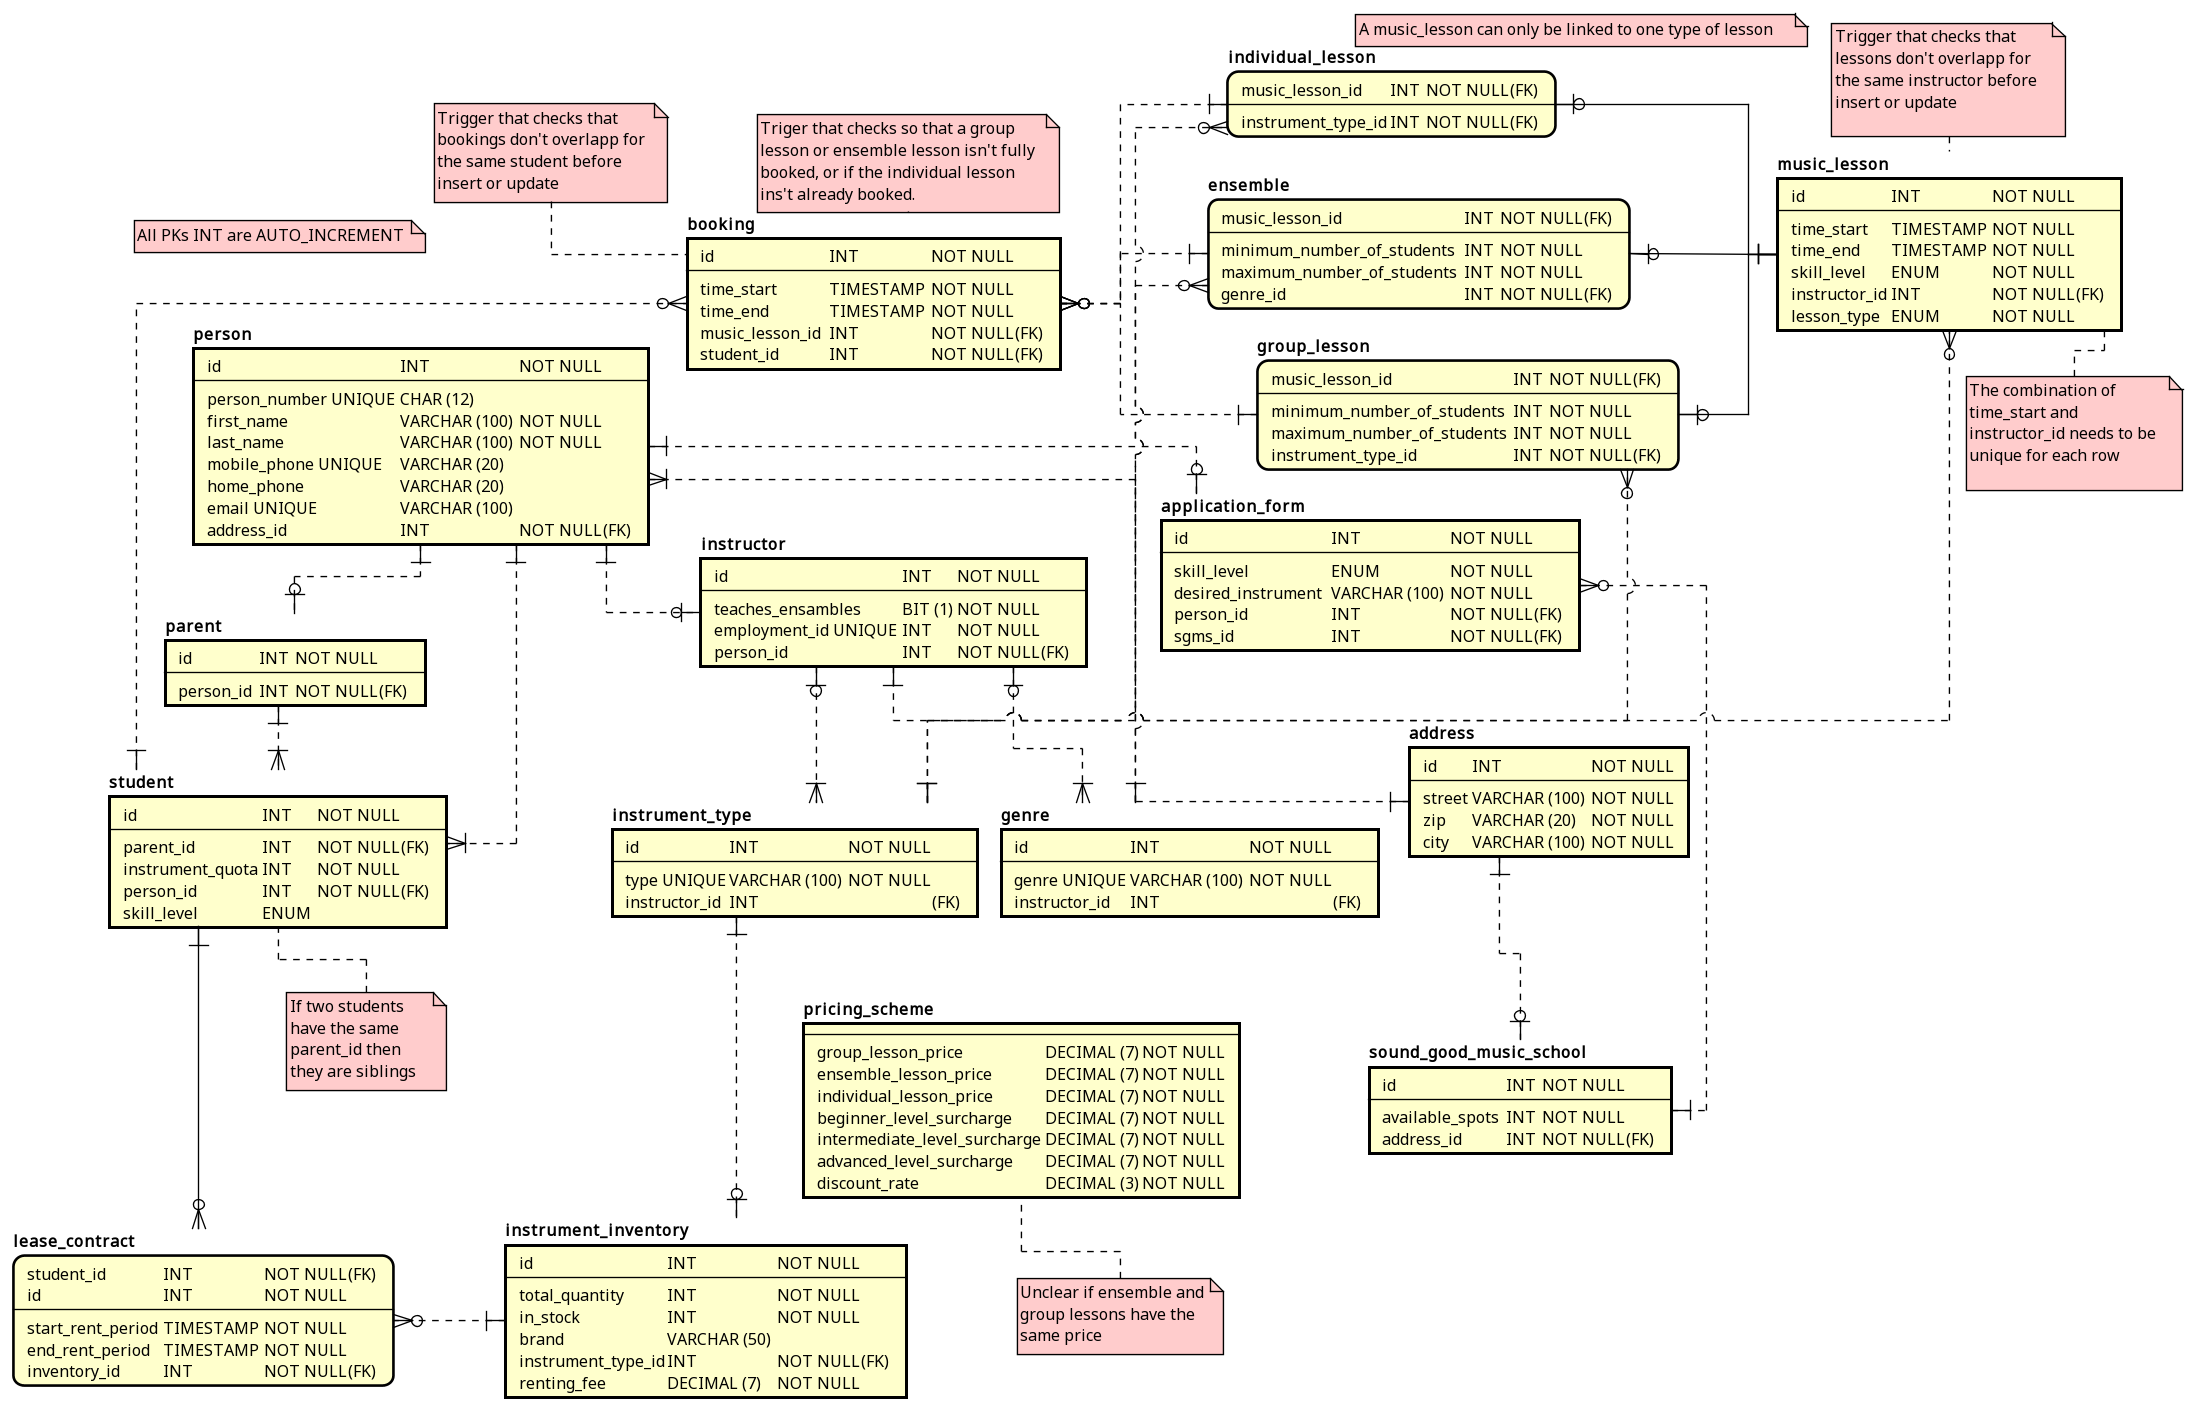 A music_lesson can only be linked to one type of lesson
Trigger that checks that
lessons don't overlapp for
the same instructor before
insert or update
individual_lesson
music_lesson_id INT NOT NULL(FK)
instrument_type_id INT NOT NULL(FK)
Trigger that checks that
bookings don't overlapp for
the same student before
insert or update
Triger that checks so that a group
lesson or ensemble lesson isn't fully
booked, or if the individual lesson
ins't already booked.
music_lesson
id INT NOT NULL
time_start TIMESTAMP NOT NULL
time_end TIMESTAMP NOT NULL
skill_level ENUM NOT NULL
instructor_id INT NOT NULL(FK)
lesson_type ENUM NOT NULL
ensemble
music_lesson_id INT NOT NULL(FK)
minimum_number_of_students INT NOT NULL
maximum_number_of_students INT NOT NULL
genre_id INT NOT NULL(FK)
All PKs INT are AUTO_INCREMENT
booking
id INT NOT NULL
time_start TIMESTAMP NOT NULL
time_end TIMESTAMP NOT NULL
music_lesson_id INT NOT NULL(FK)
student_id INT NOT NULL(FK)
person
id INT NOT NULL
person_number UNIQUE CHAR (12)
first_name VARCHAR (100) NOT NULL
last_name VARCHAR (100) NOT NULL
mobile_phone UNIQUE VARCHAR (20)
home_phone VARCHAR (20)
email UNIQUE VARCHAR (100)
address_id INT NOT NULL(FK)
group_lesson
music_lesson_id INT NOT NULL(FK)
minimum_number_of_students INT NOT NULL
maximum_number_of_students INT NOT NULL
instrument_type_id INT NOT NULL(FK)
The combination of
time_start and
instructor_id needs to be
unique for each row
application_form
id INT NOT NULL
skill_level ENUM NOT NULL
desired_instrument VARCHAR (100) NOT NULL
person_id INT NOT NULL(FK)
sgms_id INT NOT NULL(FK)
instructor
id INT NOT NULL
teaches_ensambles BIT (1) NOT NULL
employment_id UNIQUE INT NOT NULL
person_id INT NOT NULL(FK)
parent
id INT NOT NULL
person_id INT NOT NULL(FK)
student
id INT NOT NULL
parent_id INT NOT NULL(FK)
instrument_quota INT NOT NULL
person_id INT NOT NULL(FK)
skill_level ENUM
instrument_type
id INT NOT NULL
type UNIQUE VARCHAR (100) NOT NULL
instructor_id INT (FK)
genre
id INT NOT NULL
genre UNIQUE VARCHAR (100) NOT NULL
instructor_id INT (FK)
address
id INT NOT NULL
street VARCHAR (100) NOT NULL
zip VARCHAR (20) NOT NULL
city VARCHAR (100) NOT NULL
If two students
have the same
parent_id then
they are siblings
pricing_scheme
group_lesson_price DECIMAL (7) NOT NULL
ensemble_lesson_price DECIMAL (7) NOT NULL
individual_lesson_price DECIMAL (7) NOT NULL
beginner_level_surcharge DECIMAL (7) NOT NULL
intermediate_level_surcharge DECIMAL (7) NOT NULL
advanced_level_surcharge DECIMAL (7) NOT NULL
discount_rate DECIMAL (3) NOT NULL
sound_good_music_school
id INT NOT NULL
available_spots INT NOT NULL
address_id INT NOT NULL(FK)
lease_contract
student_id INT NOT NULL(FK)
id INT NOT NULL
start_rent_period TIMESTAMP NOT NULL
end_rent_period TIMESTAMP NOT NULL
inventory_id INT NOT NULL(FK)
instrument_inventory
id INT NOT NULL
total_quantity INT NOT NULL
in_stock INT NOT NULL
brand VARCHAR (50)
instrument_type_id INT NOT NULL(FK)
renting_fee DECIMAL (7) NOT NULL
Unclear if ensemble and
group lessons have the
same price